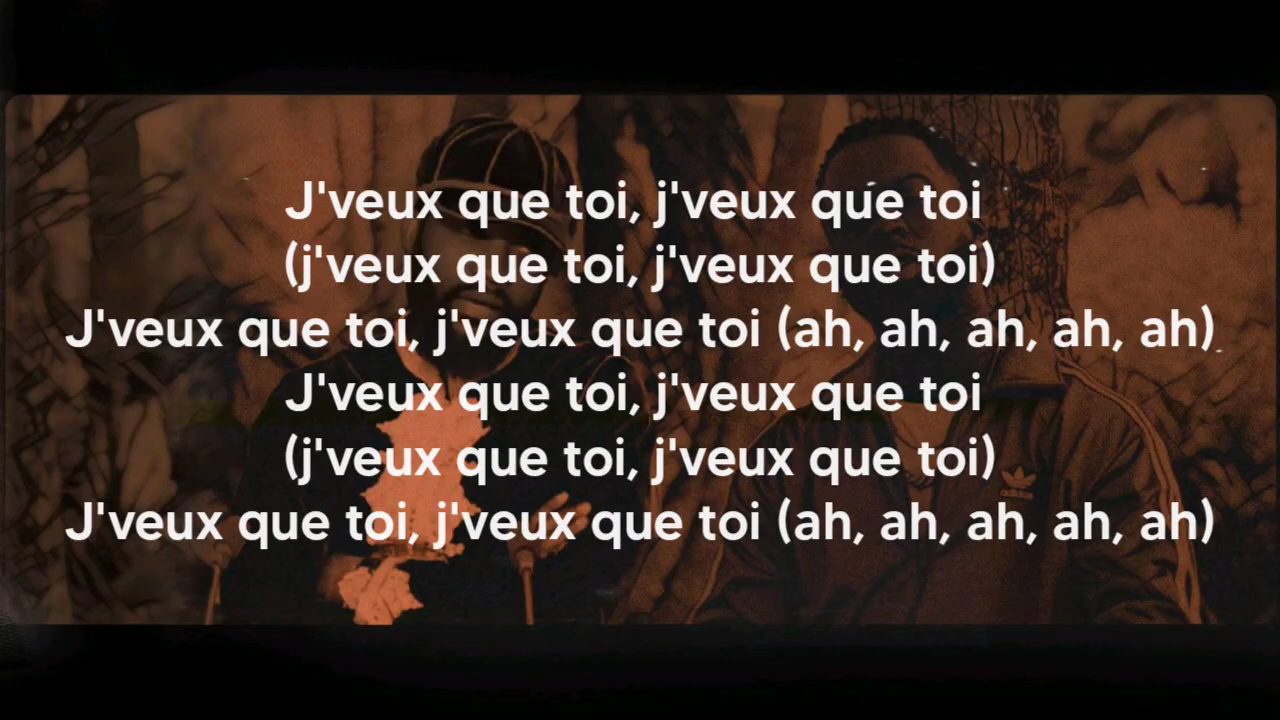 J'veux que toi, j'veux que toi
(j'veux que toi, j'veux que toi)
J'veux que toi, j'veux que toi (ah, ah, ah, ah, ah)
J'veux que toi, j'veux que toi
(j'veux que toi, j'veux que toi)
J'veux que toi, j'veux que toi (ah, ah, ah, ah, ah)
adidas